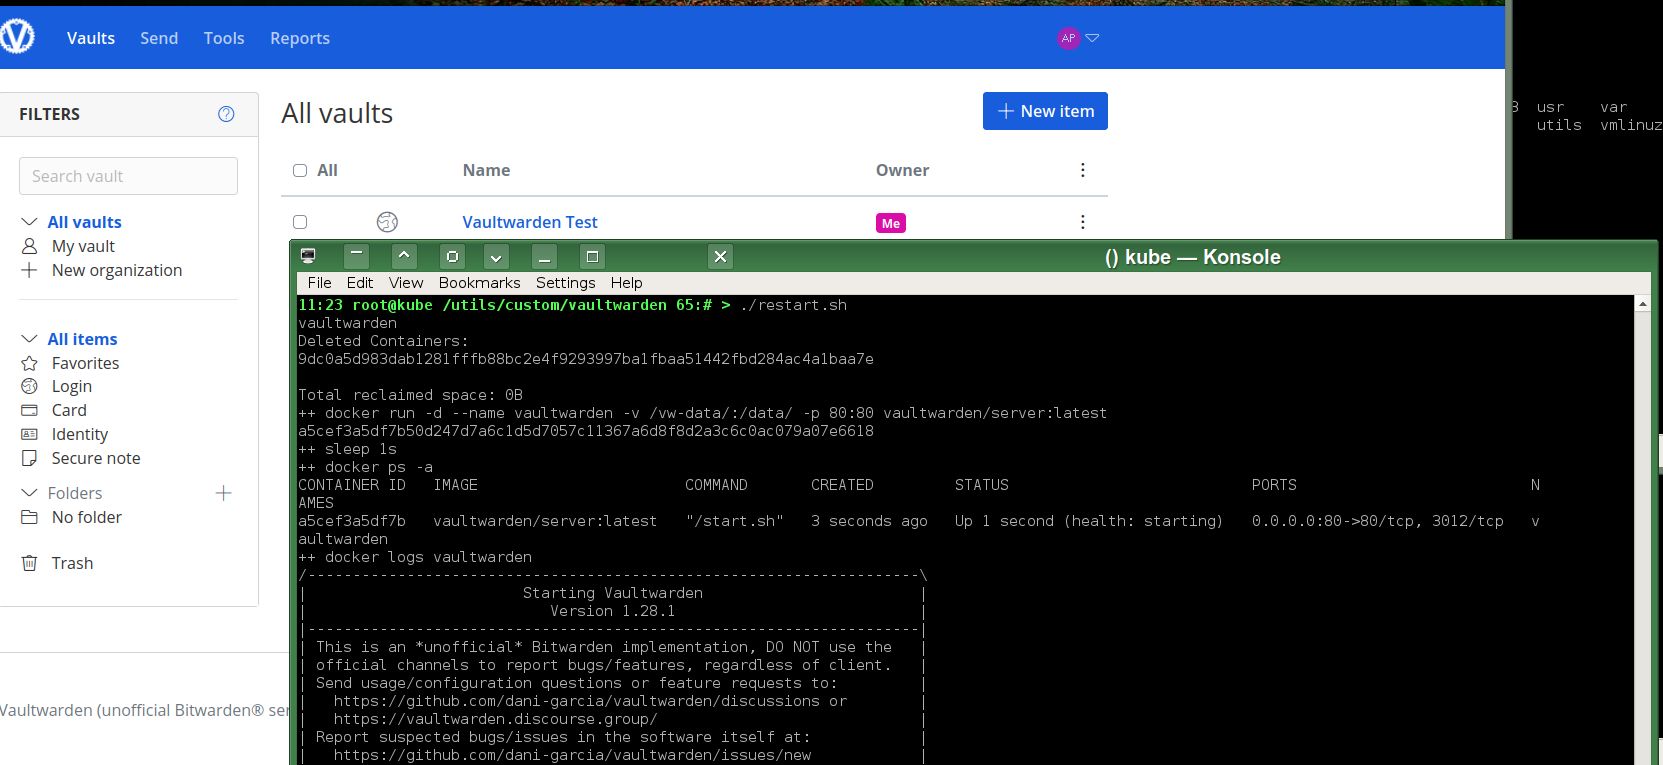 Vaults Send Tools Reports
AP
FILTERS
Search vault
All vaults
My vault
New organization
All items
Favorites
Login
Card
Identity
Secure note
Folders
No folder
Trash
Vaultwarden (unofficial Bitwarden® ser
All vaults
New item
All Name Owner
Vaultwarden Test Me
usr var
utils vmlinuz
() kube — Konsole
File Edit View Bookmarks Settings Help
11:23 root@kube /utils/custom/vaultwarden 65:# > ./restart.sh
vaultwarden
Deleted Containers:
9dc0a5d983dab1281fffb88bc2e4f9293997ba1fbaa51442fbd284ac4a1baa7e
Total reclaimed space: 0B
++ docker run -d --name vaultwarden -v /vw-data/:/data/ -p 80:80 vaultwarden/server:latest
a5cef3a5df7b50d247d7a6c1d5d7057c11367a6d8f8d2a3c6c0ac079a07e6618
++ sleep 1s
++ docker ps -a
CONTAINER ID IMAGE COMMAND CREATED STATUS PORTS N
AMES
a5cef3a5df7b vaultwarden/server:latest "/start.sh" 3 seconds ago Up 1 second (health: starting) 0.0.0.0:80->80/tcp, 3012/tcp v
aultwarden
++ docker logs vaultwarden
/--------------------------------------------------------------------\
| Starting Vaultwarden |
| Version 1.28.1 |
|--------------------------------------------------------------------|
| This is an *unofficial* Bitwarden implementation, DO NOT use the |
| official channels to report bugs/features, regardless of client. |
| Send usage/configuration questions or feature requests to: |
| https://github.com/dani-garcia/vaultwarden/discussions or |
| https://vaultwarden.discourse.group/ |
| Report suspected bugs/issues in the software itself at: |
| https://github.com/dani-garcia/vaultwarden/issues/new |